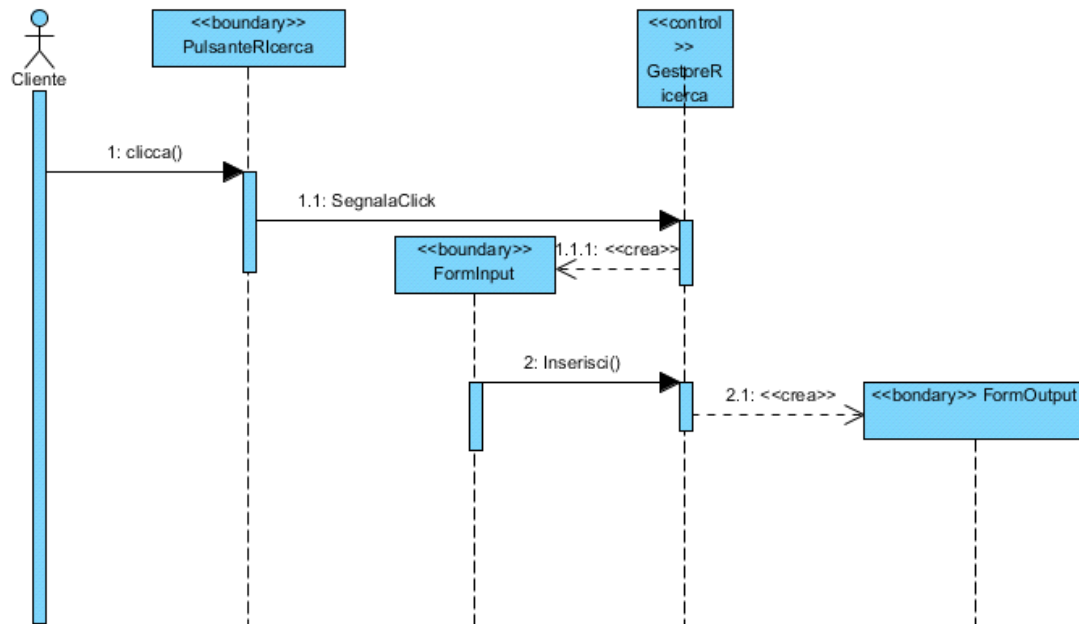 <<boundary>>
PulsanteRIcerca
<<control
>>
GestoreR
icerca
Cliente
1: clicca()
1.1: SegnalaClick
<<boundary>>
FormInput
1.1.1: <<crea>>
2: Inserisci()
2.1: <<crea>>
<<bondary>> FormOutput